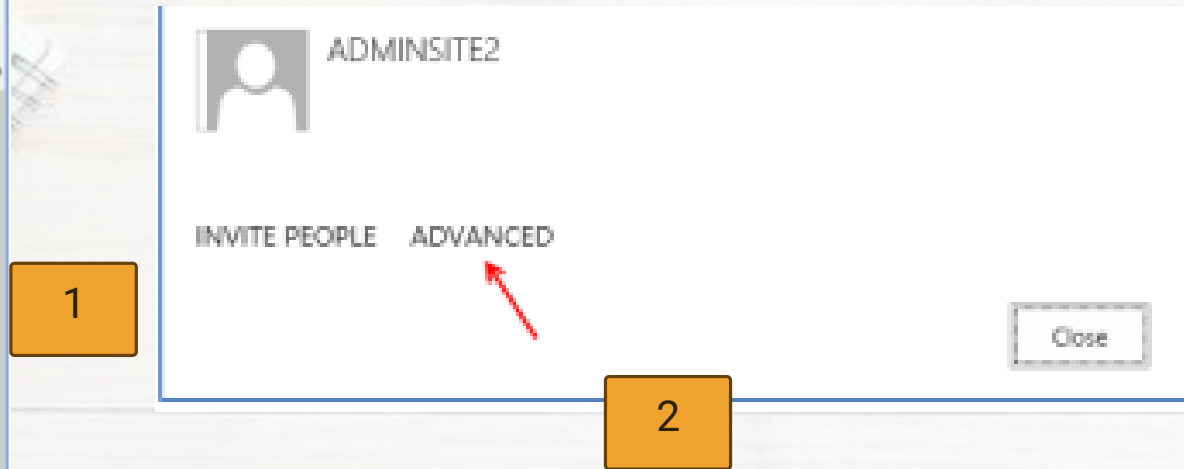 ADMINSITE2
INVITE PEOPLE ADVANCED
1
Close
2